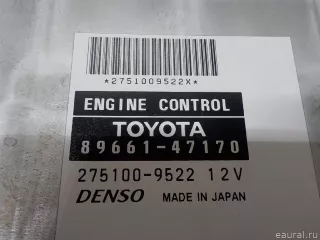 *2751009522X*
ENGINE CONTROL
TOYOTA
89661-47170
275100-9522 12V
DENSO MADE IN JAPAN
eaural.ru